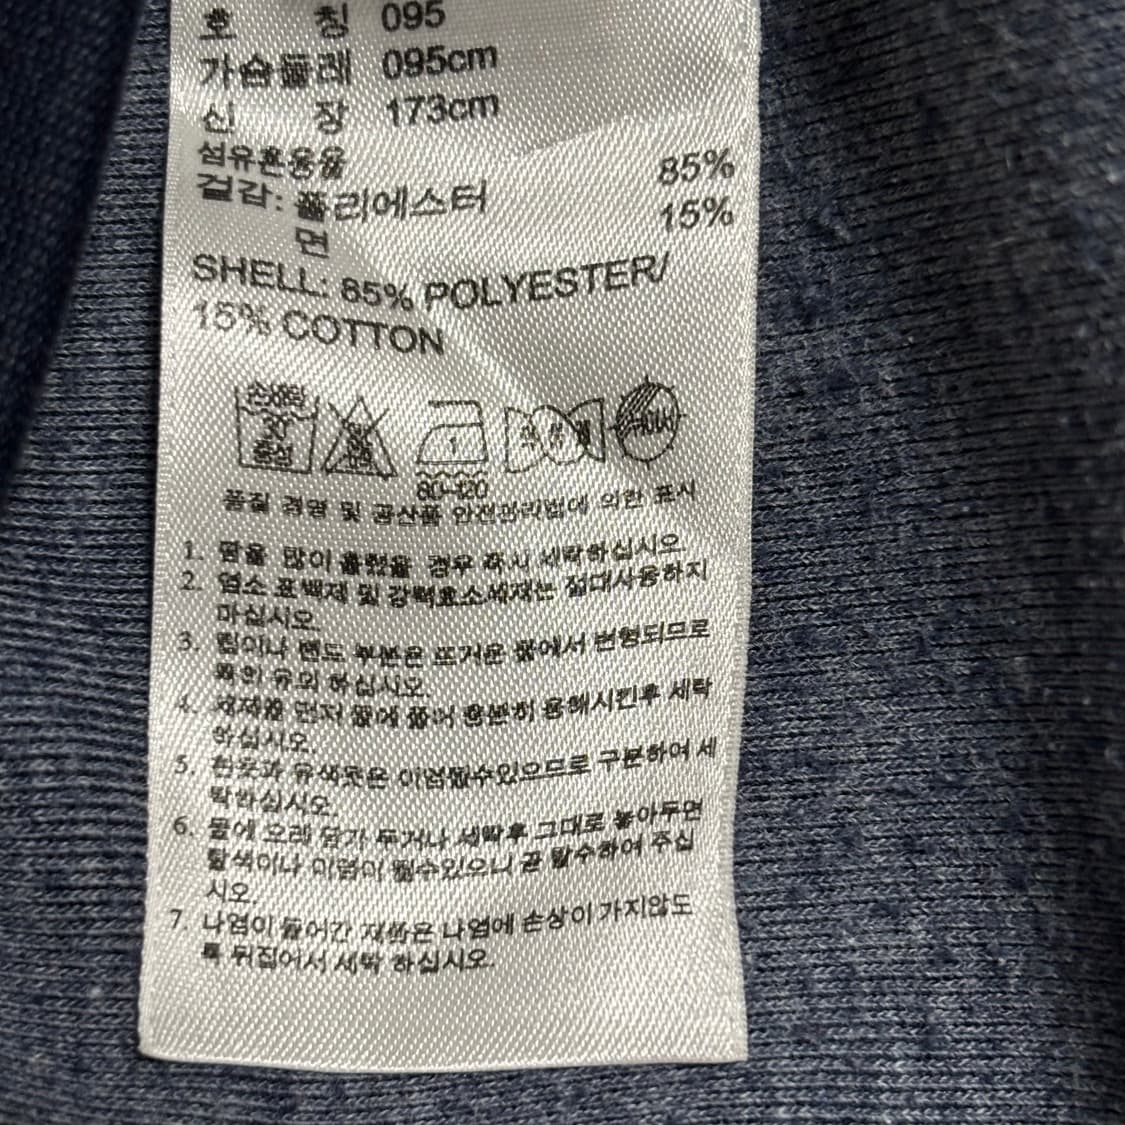 호 칭 095
가슴둘레 095cm
신 장 173cm
섬유혼용율
겉감: 폴리에스터 85%
면 15%
SHELL: 85% POLYESTER/
15% COTTON
손세탁
30
중성
1
80~120
품질 경영 및 공산품 안전관리법에 의한 표시
1. 땀을 많이 흘렸을 경우 즉시 세탁하십시오
2. 염소 표백제 및 강력효소세제는 절대사용하지
마십시오
3. 립이나 밴드 부분은 뜨거운 물에서 변형되므로
특히 유의 하십시오.
4. 세제를 먼저 물에 풀어 충분히 용해시킨후 세탁
하십시오.
5. 흰옷과 유색옷은 이염될수있으므로 구분하여 세
탁하십시오.
6. 물에 오래 담가 두거나 세탁후 그대로 놓아두면
탈색이나 이염이 될수있으니 곧 탈수하여 주십
시오.
7. 나염이 들어간 제품은 나염에 손상이 가지않도
록 뒤집어서 세탁 하십시오.